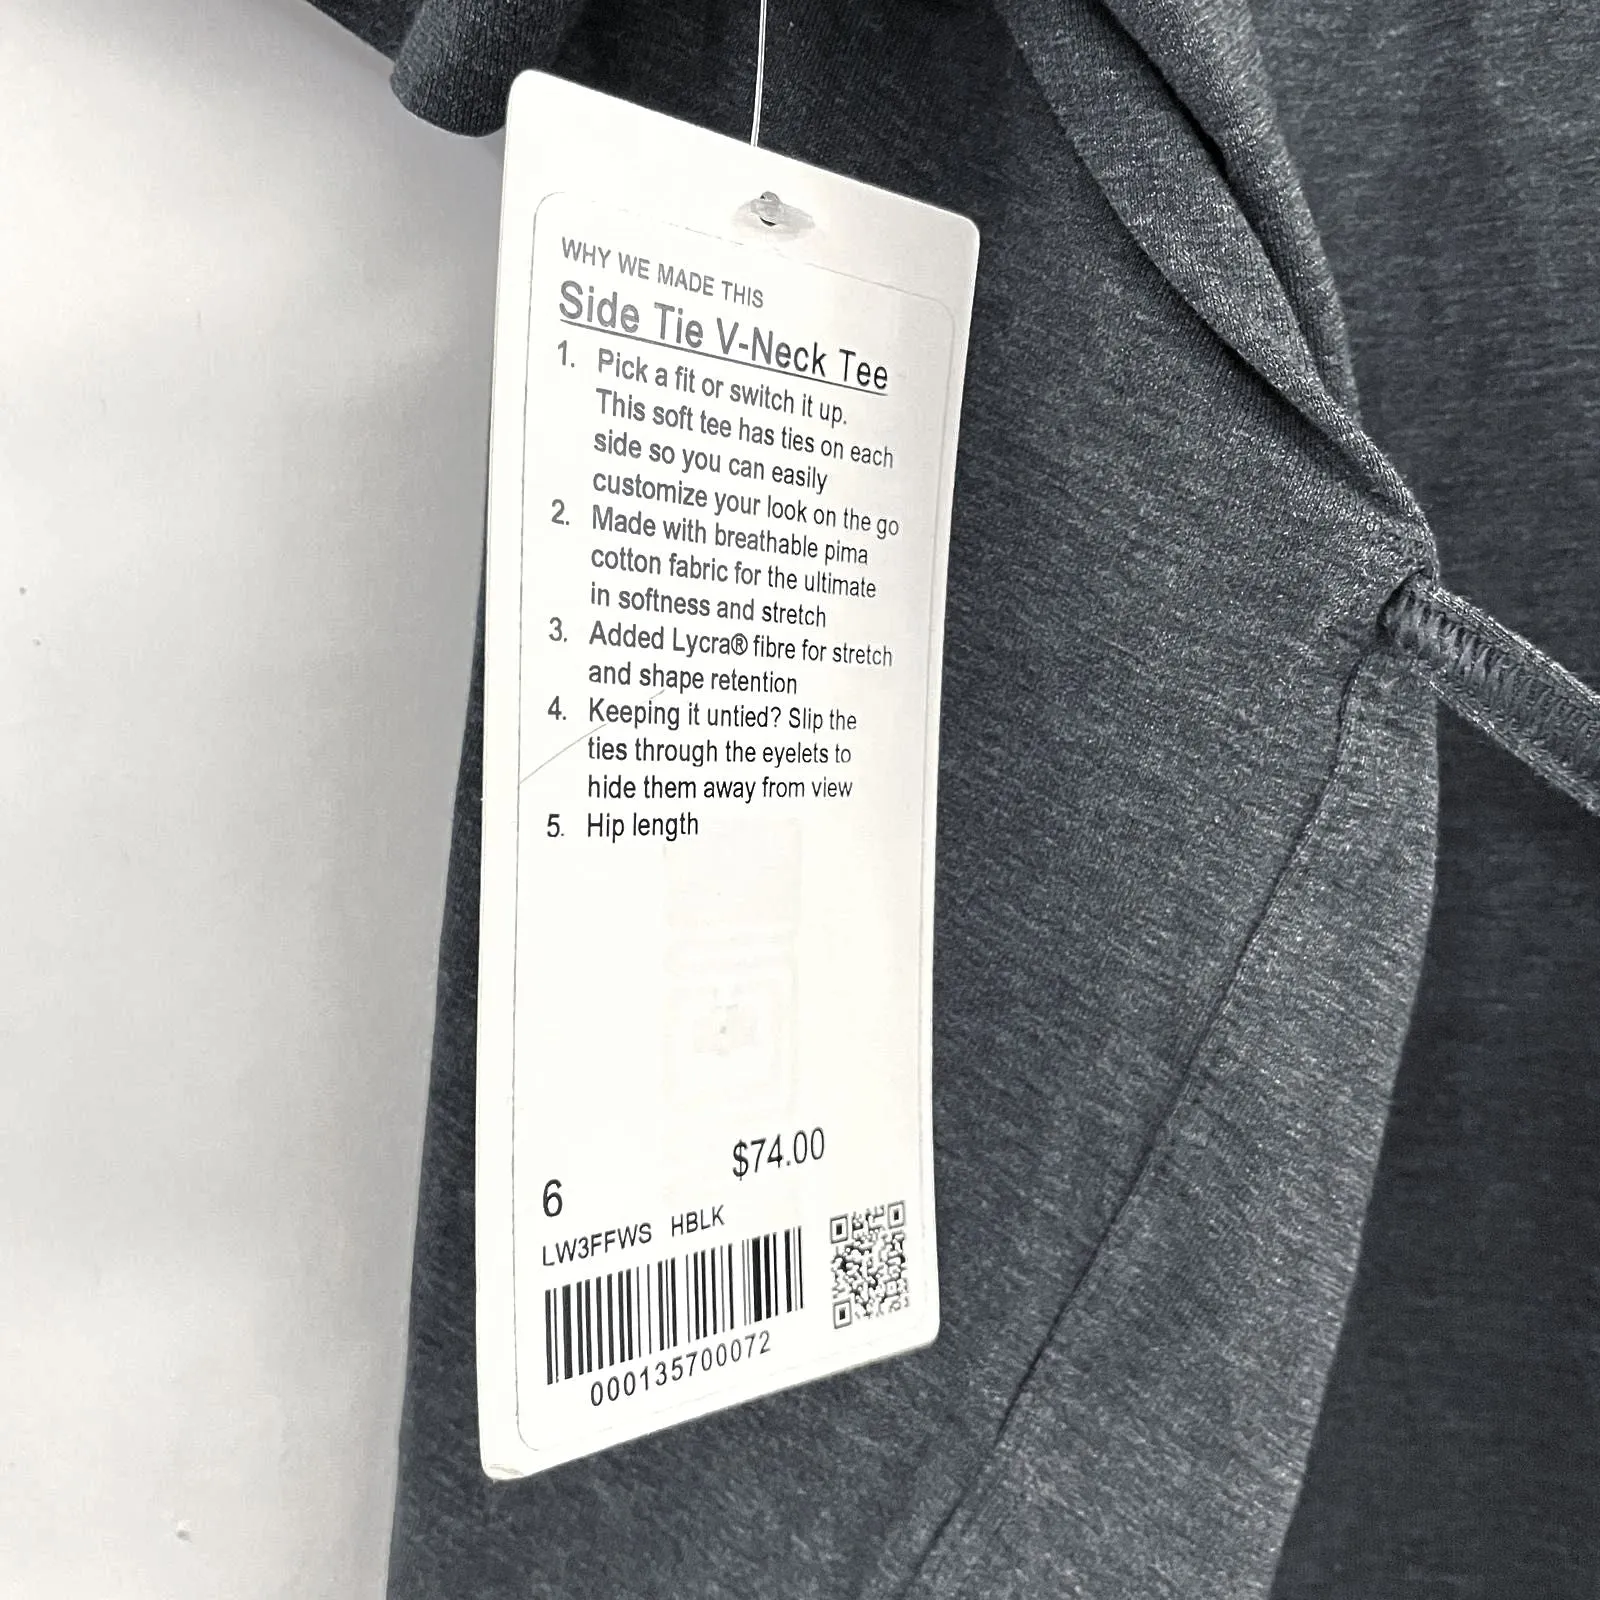 WHY WE MADE THIS
Side Tie V-Neck Tee
1. Pick a fit or switch it up.
This soft tee has ties on each
side so you can easily
customize your look on the go
2. Made with breathable pima
cotton fabric for the ultimate
in softness and stretch
3. Added Lycra® fibre for stretch
and shape retention
4. Keeping it untied? Slip the
ties through the eyelets to
hide them away from view
5. Hip length
$74.00
6
LW3FFWS HBLK
000135700072